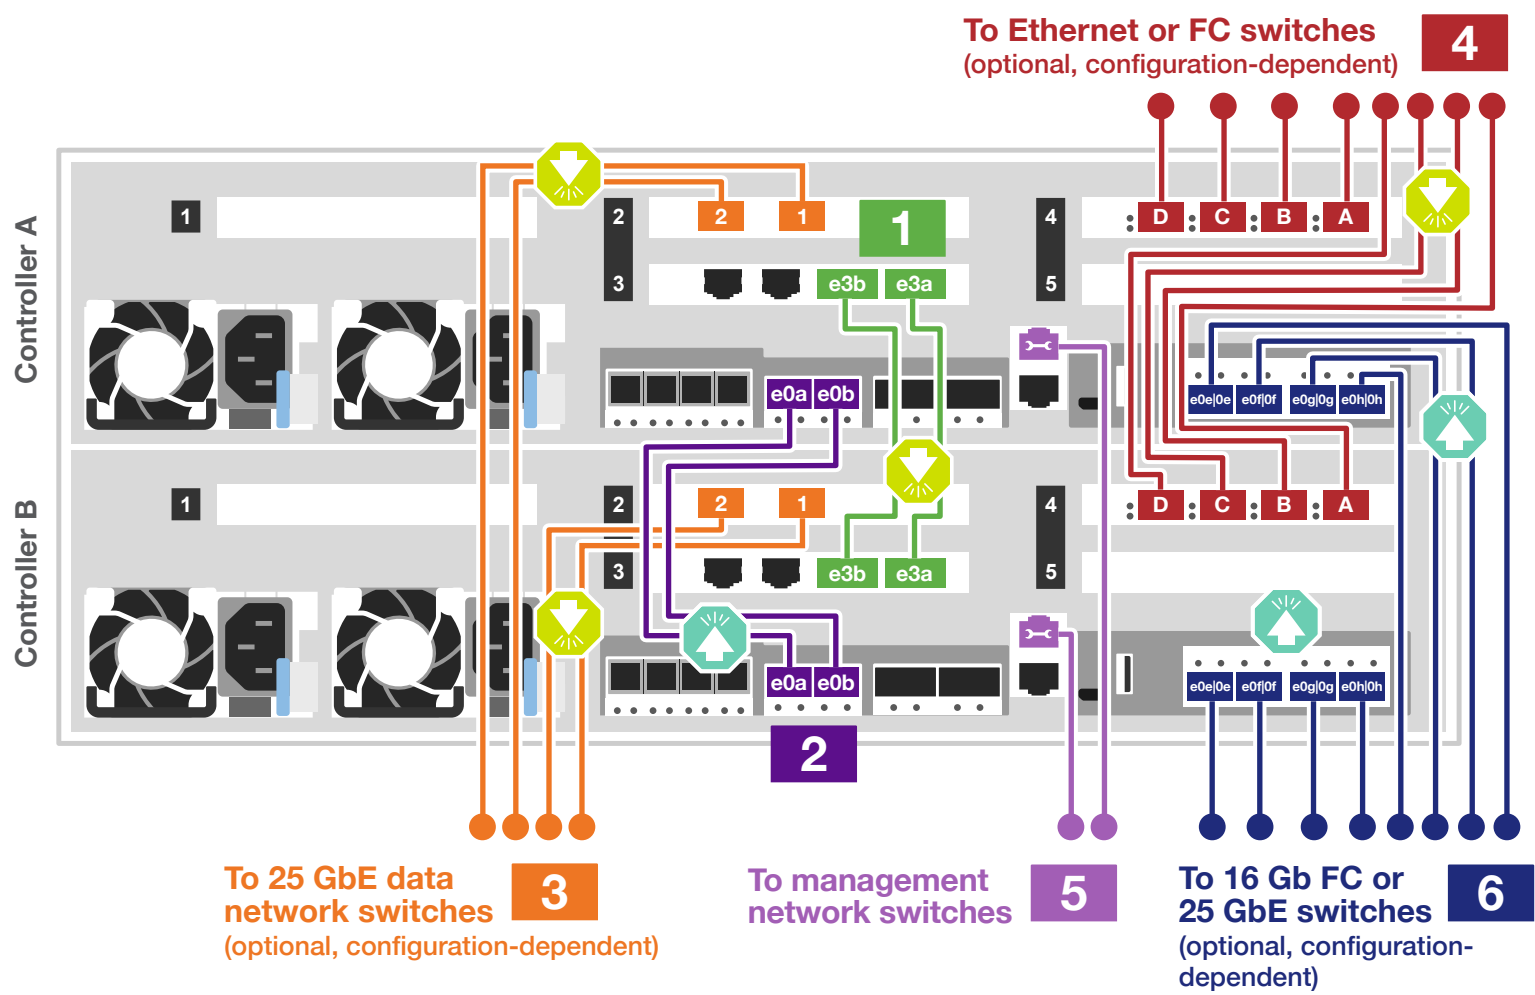 To Ethernet or FC switches
(optional, configuration-dependent)
4
Controller A
1
2
2
1
1
4
D
C
B
A
3
e3b
e3a
5
e0a
e0b
e0e|0e
e0f|0f
e0g|0g
e0h|0h
Controller B
1
2
2
1
4
D
C
B
A
3
e3b
e3a
5
e0a
e0b
e0e|0e
e0f|0f
e0g|0g
e0h|0h
2
To 25 GbE data
network switches
(optional, configuration-dependent)
3
To management
network switches
5
To 16 Gb FC or
25 GbE switches
(optional, configuration-
dependent)
6